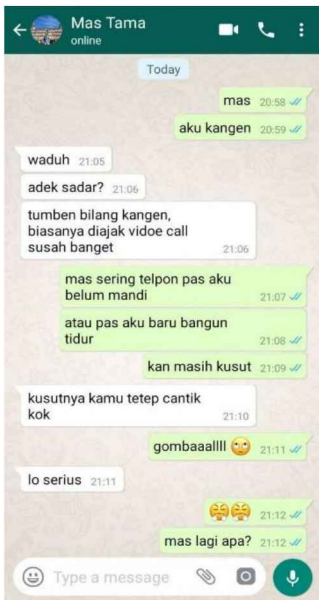 Mas Tama
online
Today
mas 20:58
aku kangen 20:59
waduh 21:05
adek sadar? 21:06
tumben bilang kangen,
biasanya diajak vidoe call
susah banget 21:06
mas sering telpon pas aku
belum mandi 21:07
atau pas aku baru bangun
tidur 21:08
kan masih kusut 21:09
kusutnya kamu tetep cantik
kok 21:10
gombaaallll 🙄 21:11
lo serius 21:11
😤😤 21:12
mas lagi apa? 21:12
Type a message